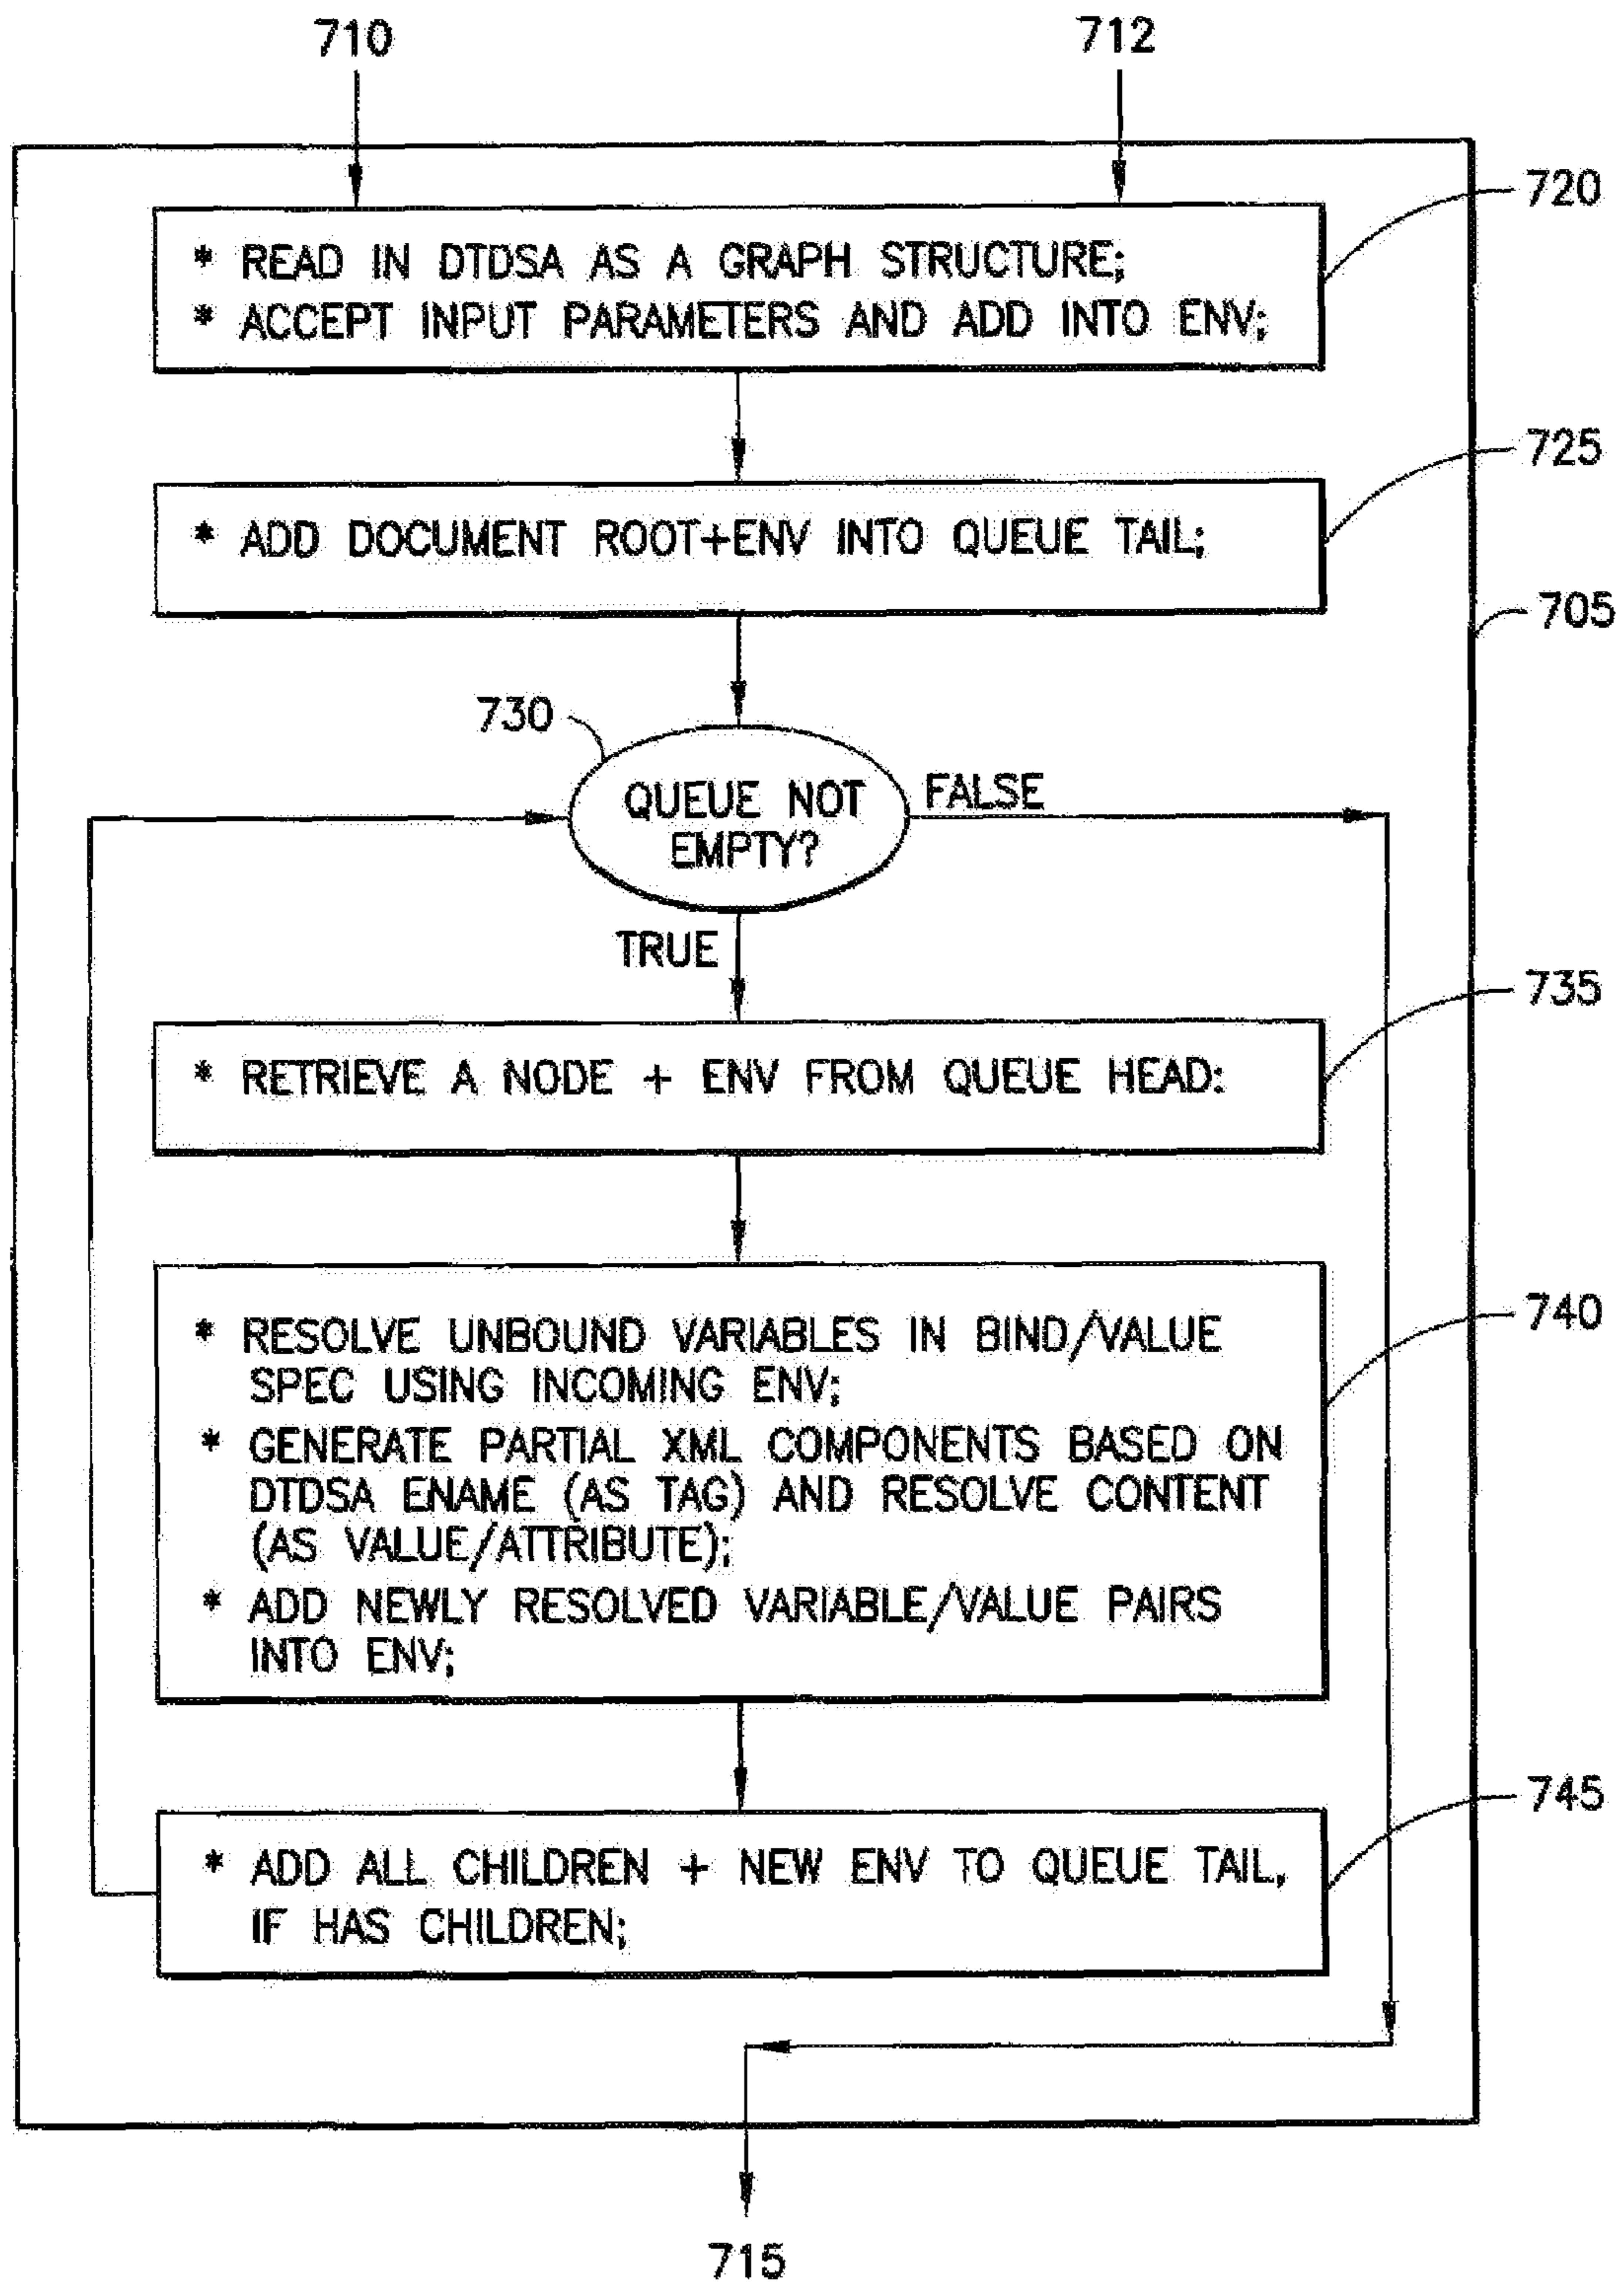 710
712
720
* READ IN DTDSA AS A GRAPH STRUCTURE;
* ACCEPT INPUT PARAMETERS AND ADD INTO ENV;
725
* ADD DOCUMENT ROOT+ENV INTO QUEUE TAIL;
705
730
QUEUE NOT
EMPTY?
FALSE
TRUE
735
* RETRIEVE A NODE + ENV FROM QUEUE HEAD:
740
* RESOLVE UNBOUND VARIABLES IN BIND/VALUE
SPEC USING INCOMING ENV;
* GENERATE PARTIAL XML COMPONENTS BASED ON
DTDSA ENAME (AS TAG) AND RESOLVE CONTENT
(AS VALUE/ATTRIBUTE);
* ADD NEWLY RESOLVED VARIABLE/VALUE PAIRS
INTO ENV;
745
* ADD ALL CHILDREN + NEW ENV TO QUEUE TAIL,
IF HAS CHILDREN;
715